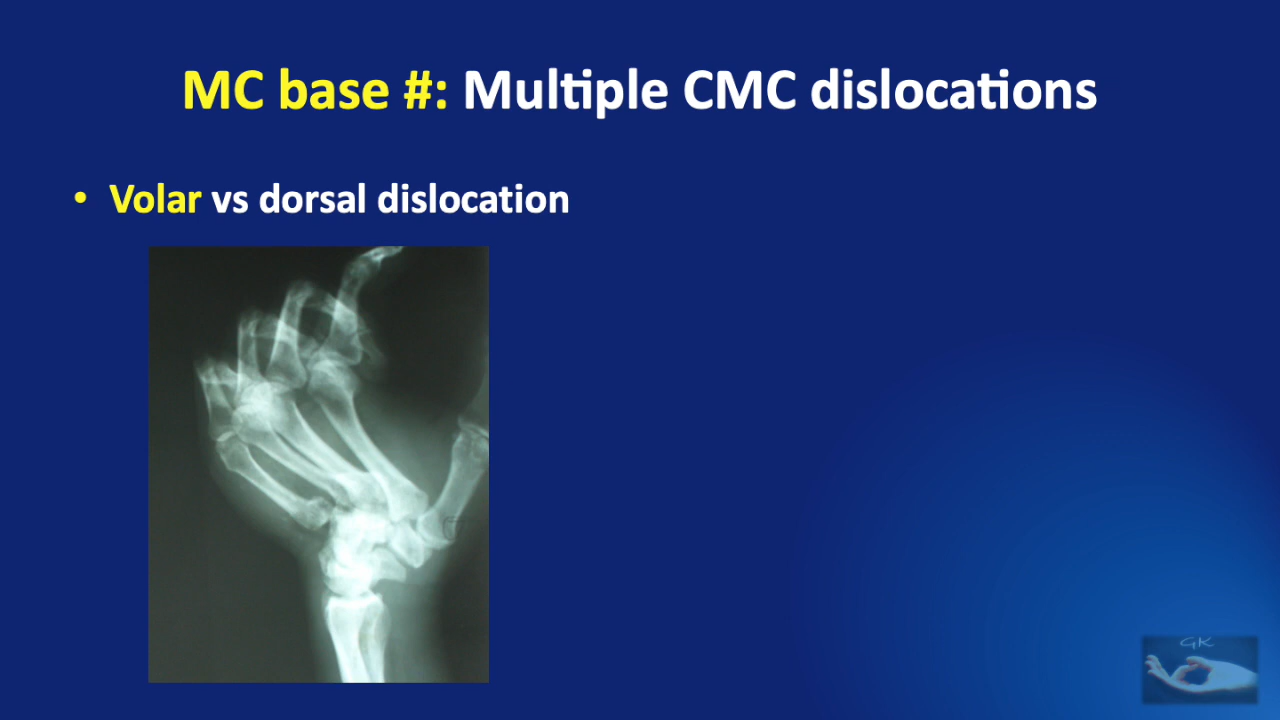 MC base #: Multiple CMC dislocations
• Volar vs dorsal dislocation
GK